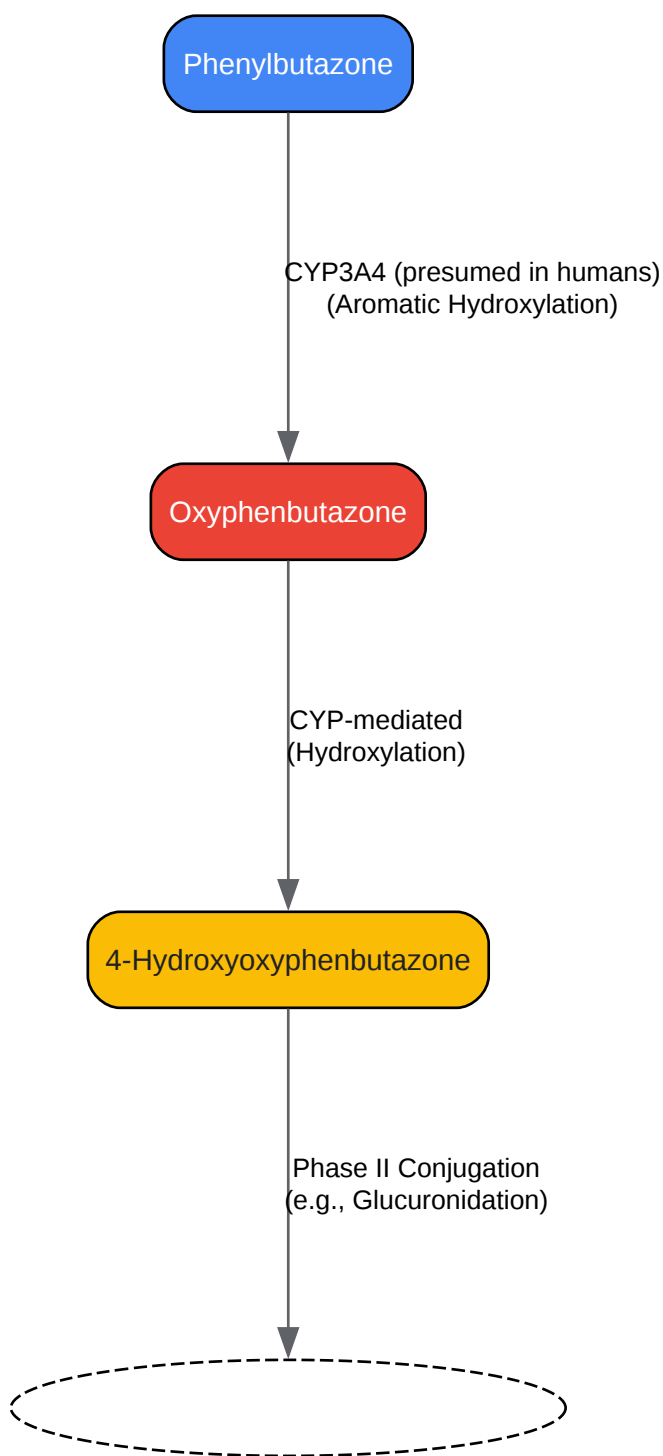 Phenylbutazone
CYP3A4 (presumed in humans)
(Aromatic Hydroxylation)
Oxyphenbutazone
CYP-mediated
(Hydroxylation)
4-Hydroxyoxyphenbutazone
Phase II Conjugation
(e.g., Glucuronidation)